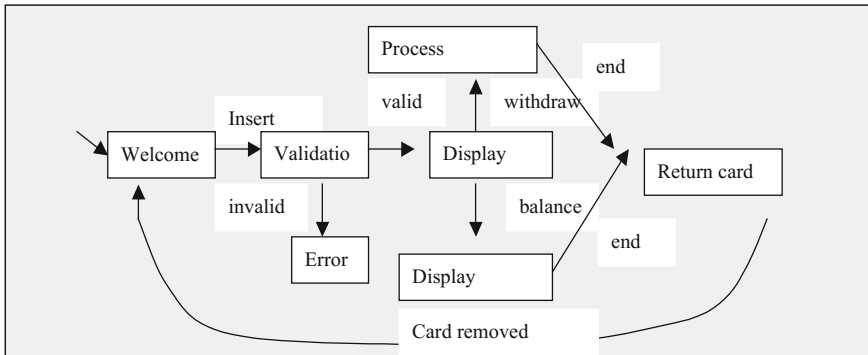 Process
end
valid
withdraw
Insert
Welcome
Validatio
Display
Return card
invalid
balance
Error
end
Display
Card removed